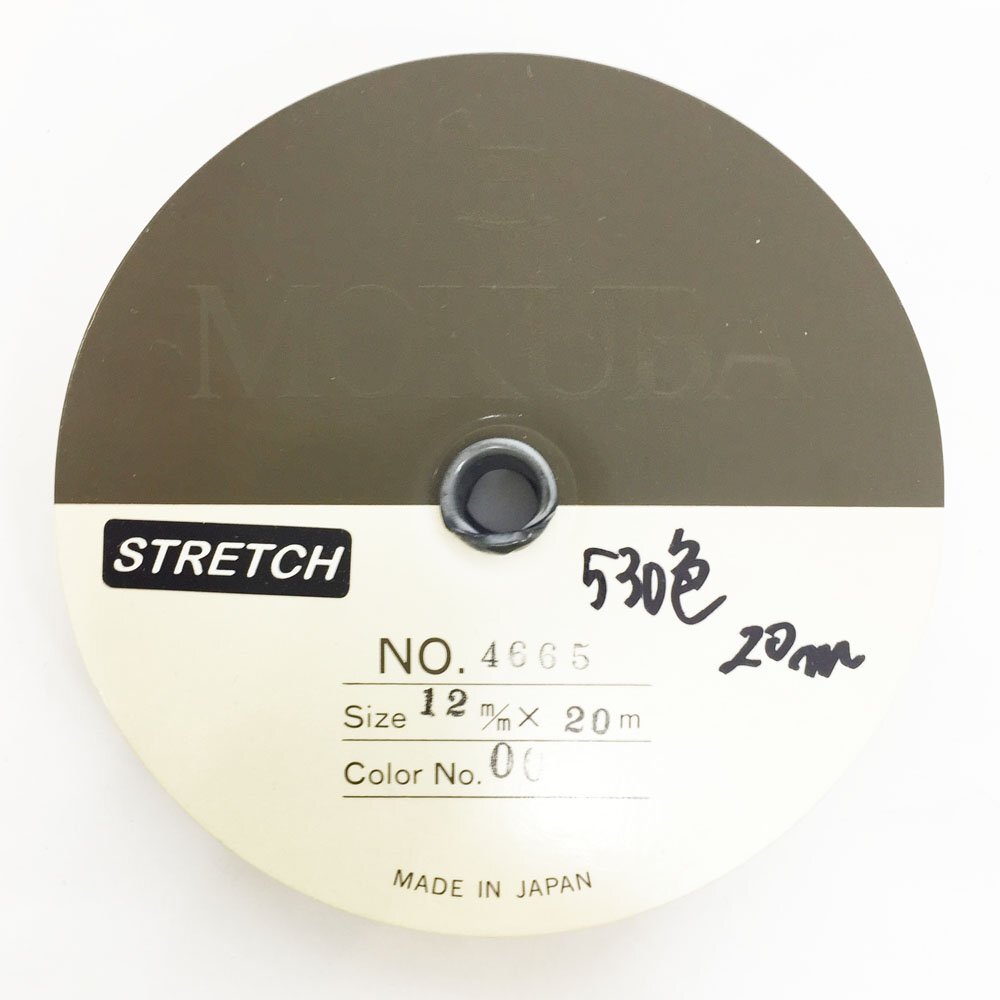 MOKUBA
STRETCH
530色
20m
NO. 4665
Size 12 m/m × 20 m
Color No. 00
MADE IN JAPAN